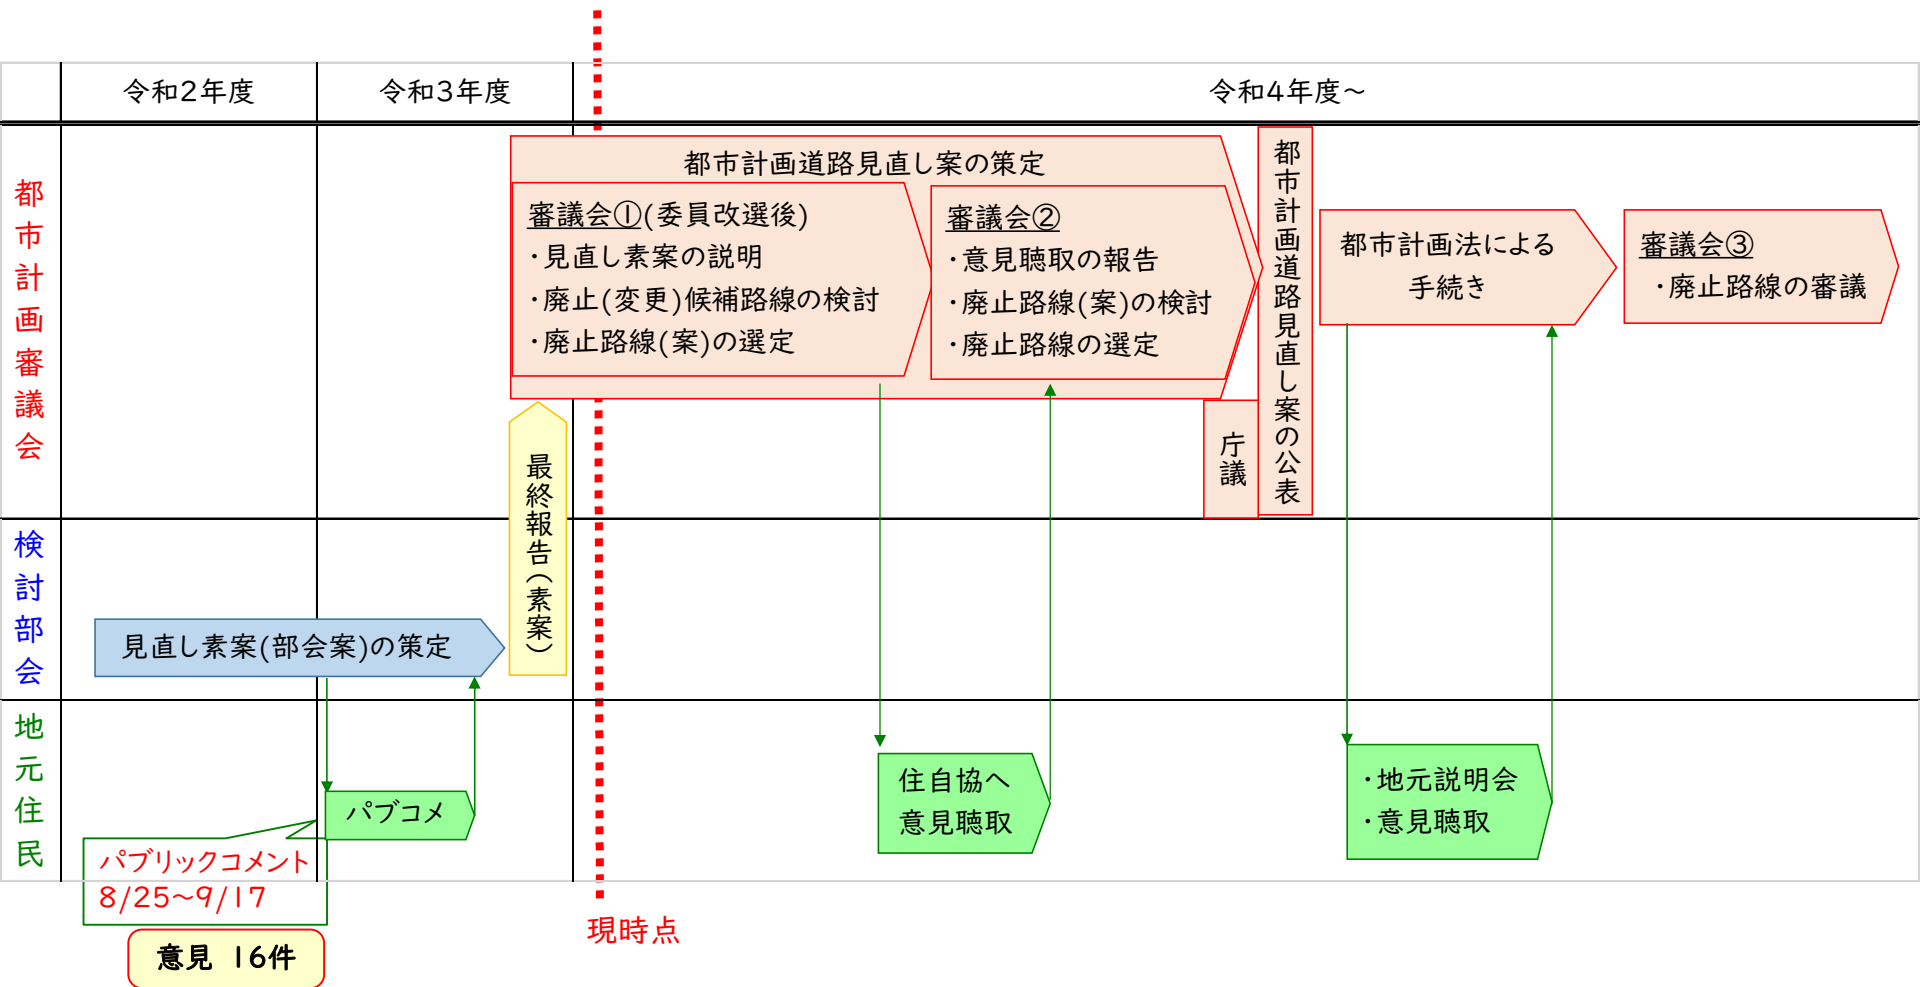 令和2年度
令和3年度
令和4年度～
都市計画審議会
都市計画道路見直し案の策定
審議会①(委員改選後)
・見直し素案の説明
・廃止(変更)候補路線の検討
・廃止路線(案)の選定
審議会②
・意見聴取の報告
・廃止路線(案)の検討
・廃止路線の選定
庁議
都市計画道路見直し案の公表
都市計画法による
手続き
審議会③
・廃止路線の審議
最終報告(素案)
検討部会
見直し素案(部会案)の策定
地元住民
パブコメ
住自協へ
意見聴取
・地元説明会
・意見聴取
パブリックコメント
8/25～9/17
意見 16件
現時点